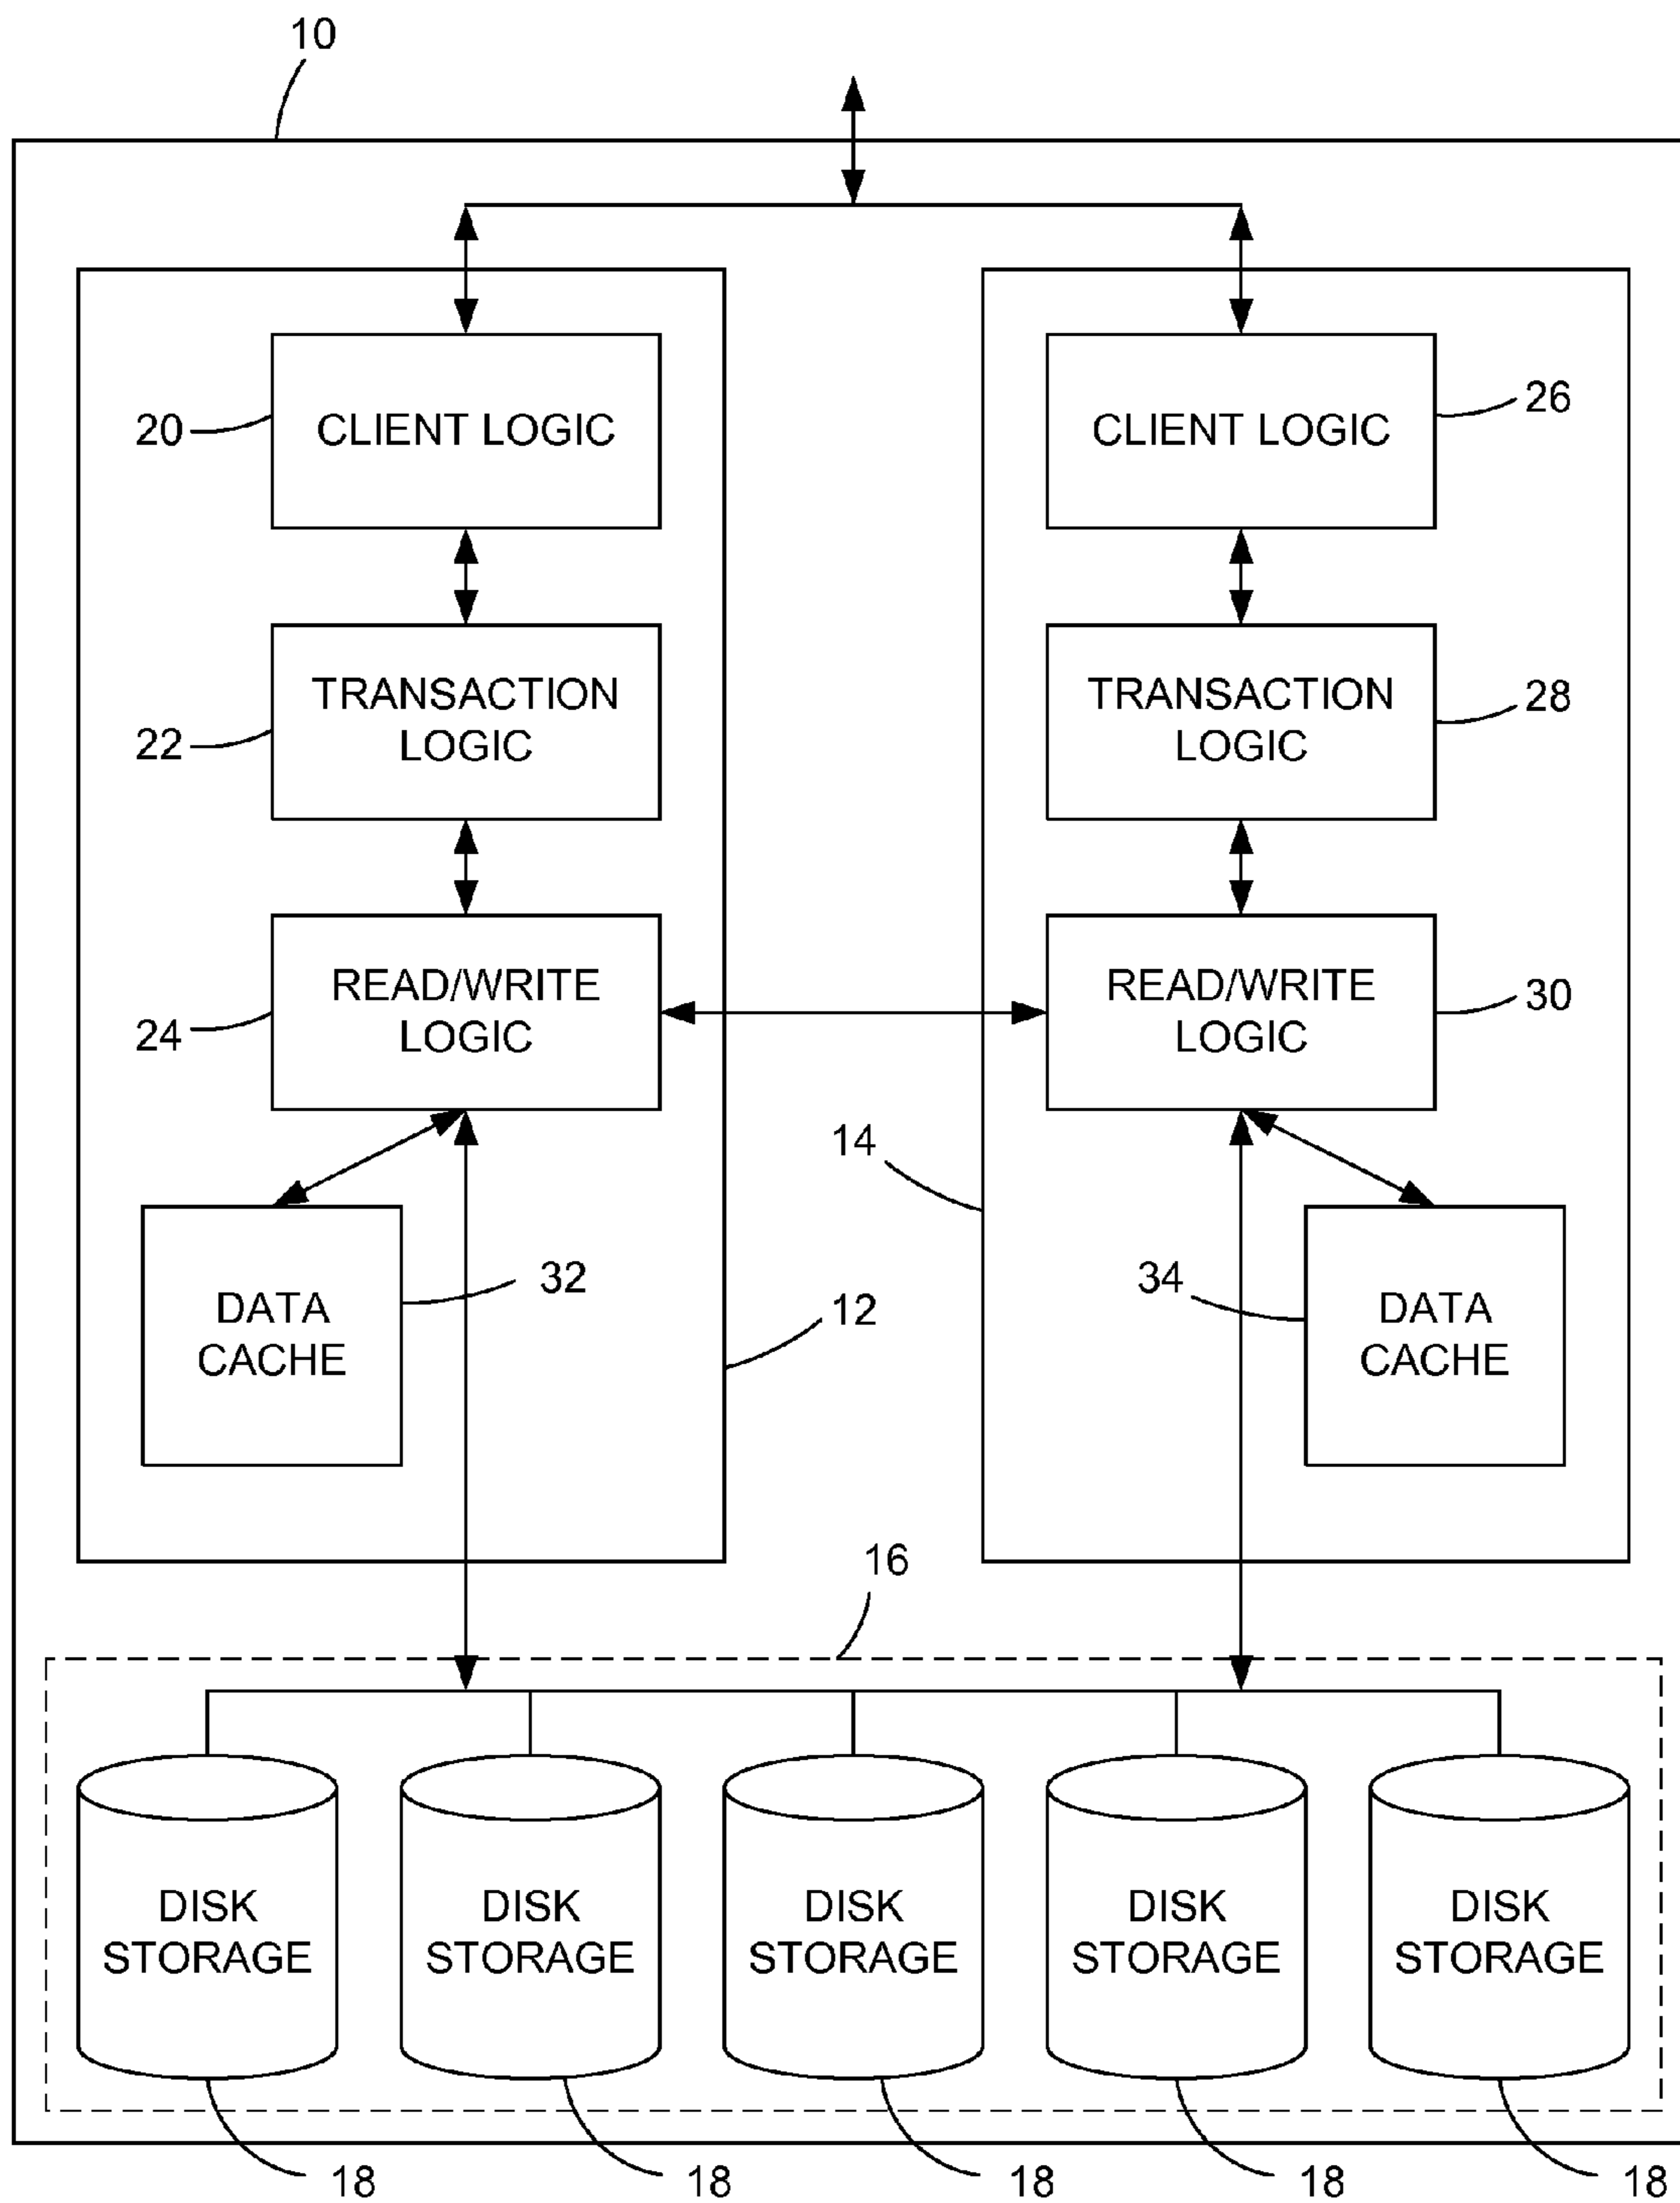 10
CLIENT LOGIC
20
CLIENT LOGIC
26
TRANSACTION
LOGIC
22
TRANSACTION
LOGIC
28
READ/WRITE
LOGIC
24
READ/WRITE
LOGIC
30
14
DATA
CACHE
32
12
34
DATA
CACHE
16
DISK
STORAGE
DISK
STORAGE
DISK
STORAGE
DISK
STORAGE
DISK
STORAGE
18
18
18
18
18